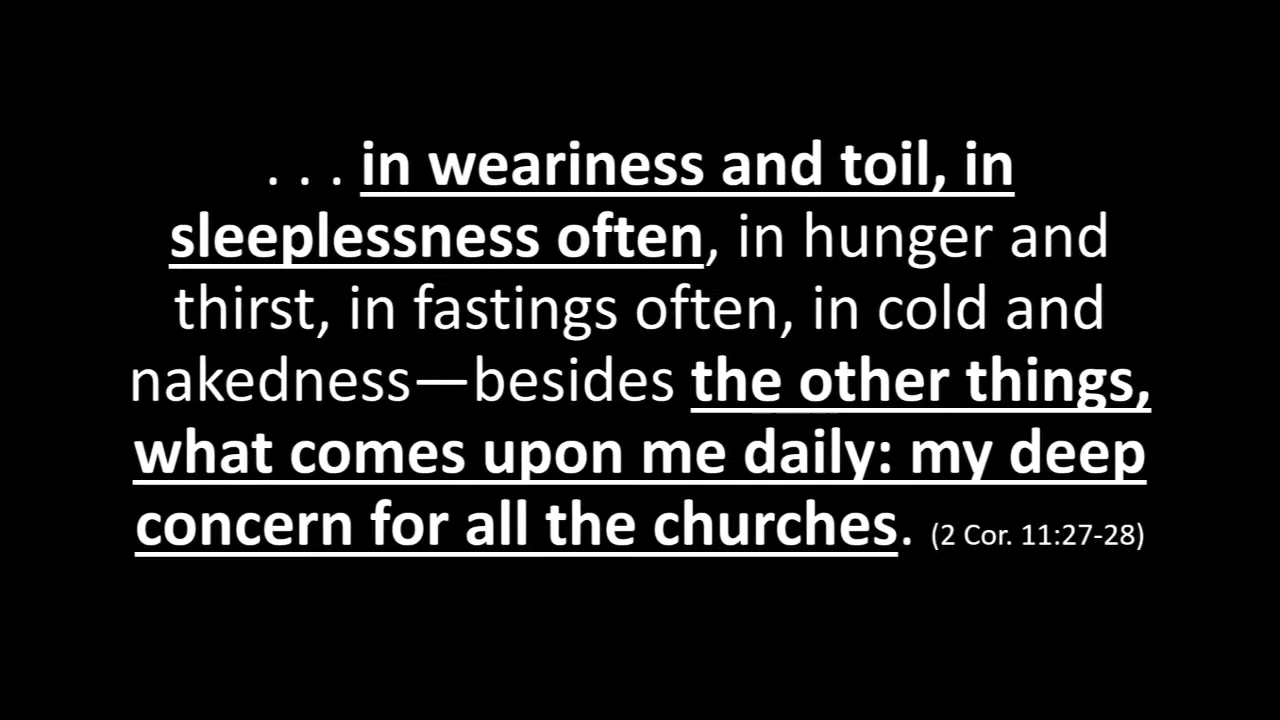 . . . in weariness and toil, in
sleeplessness often, in hunger and
thirst, in fastings often, in cold and
nakedness—besides the other things,
what comes upon me daily: my deep
concern for all the churches. (2 Cor. 11:27-28)